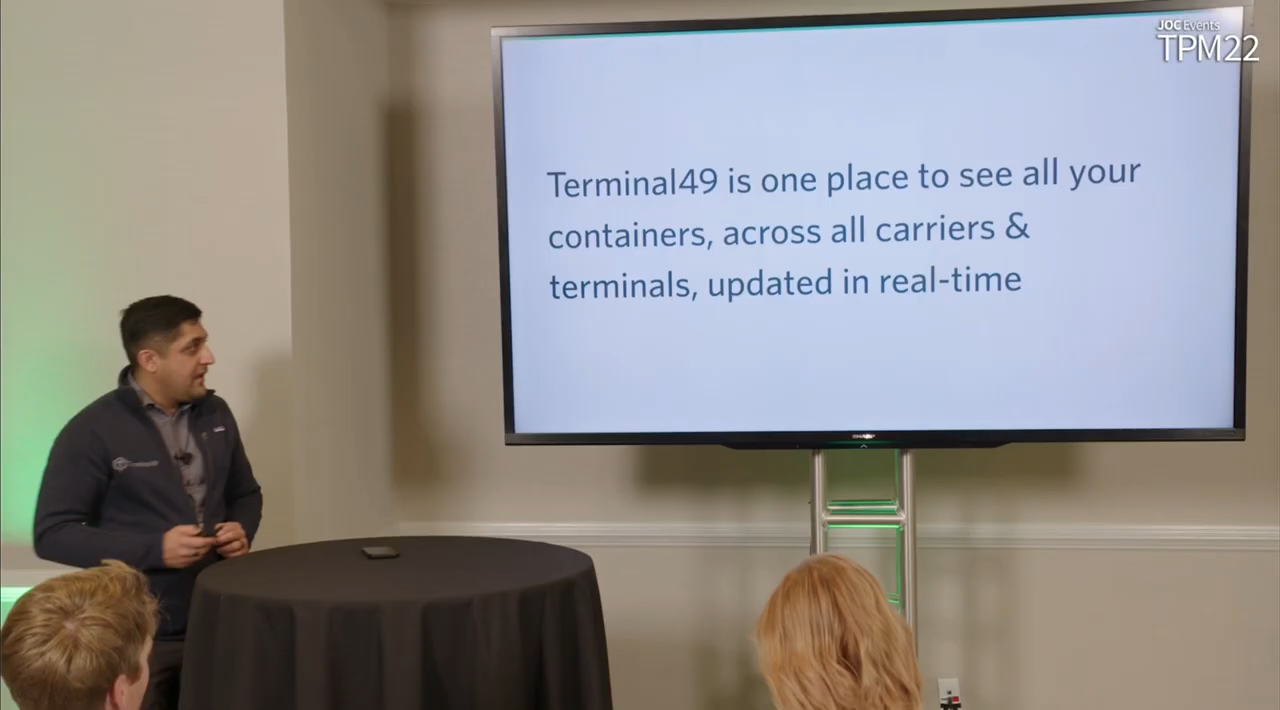 JOC Events
TPM22
Terminal49 is one place to see all your
containers, across all carriers &
terminals, updated in real-time
SHARP